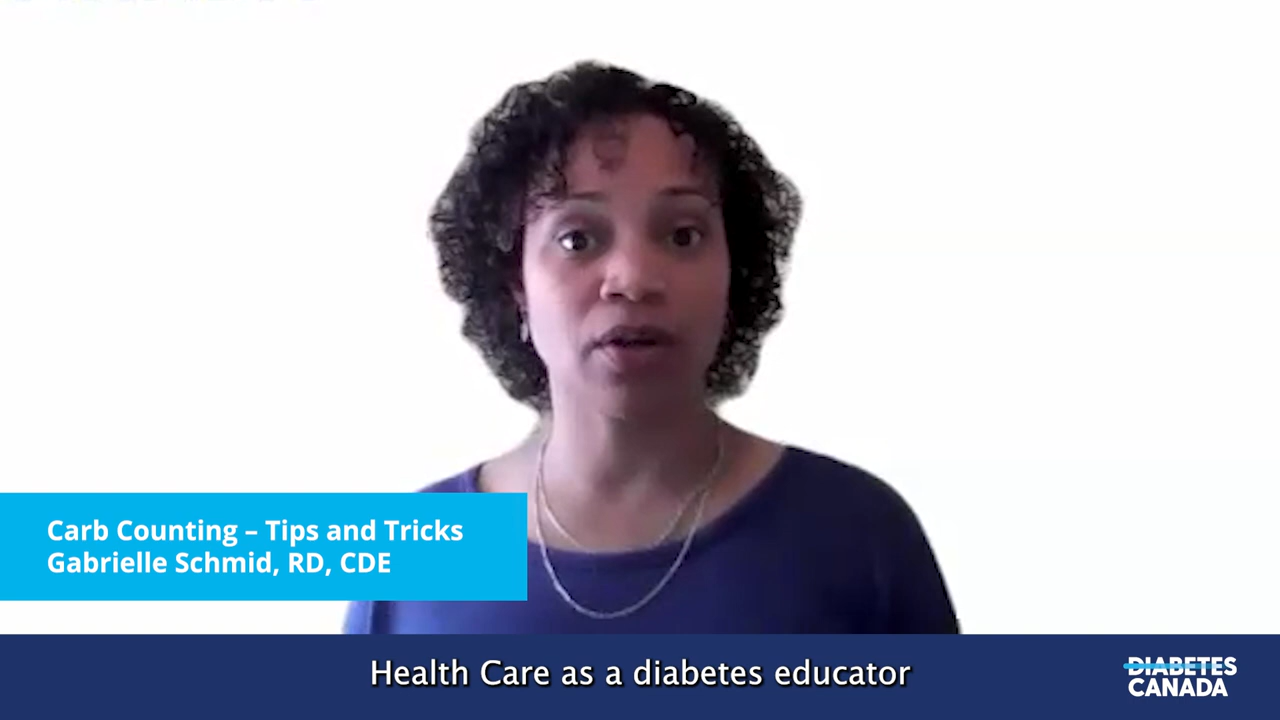 Carb Counting – Tips and Tricks
Gabrielle Schmid, RD, CDE
Health Care as a diabetes educator
DIABETES
CANADA